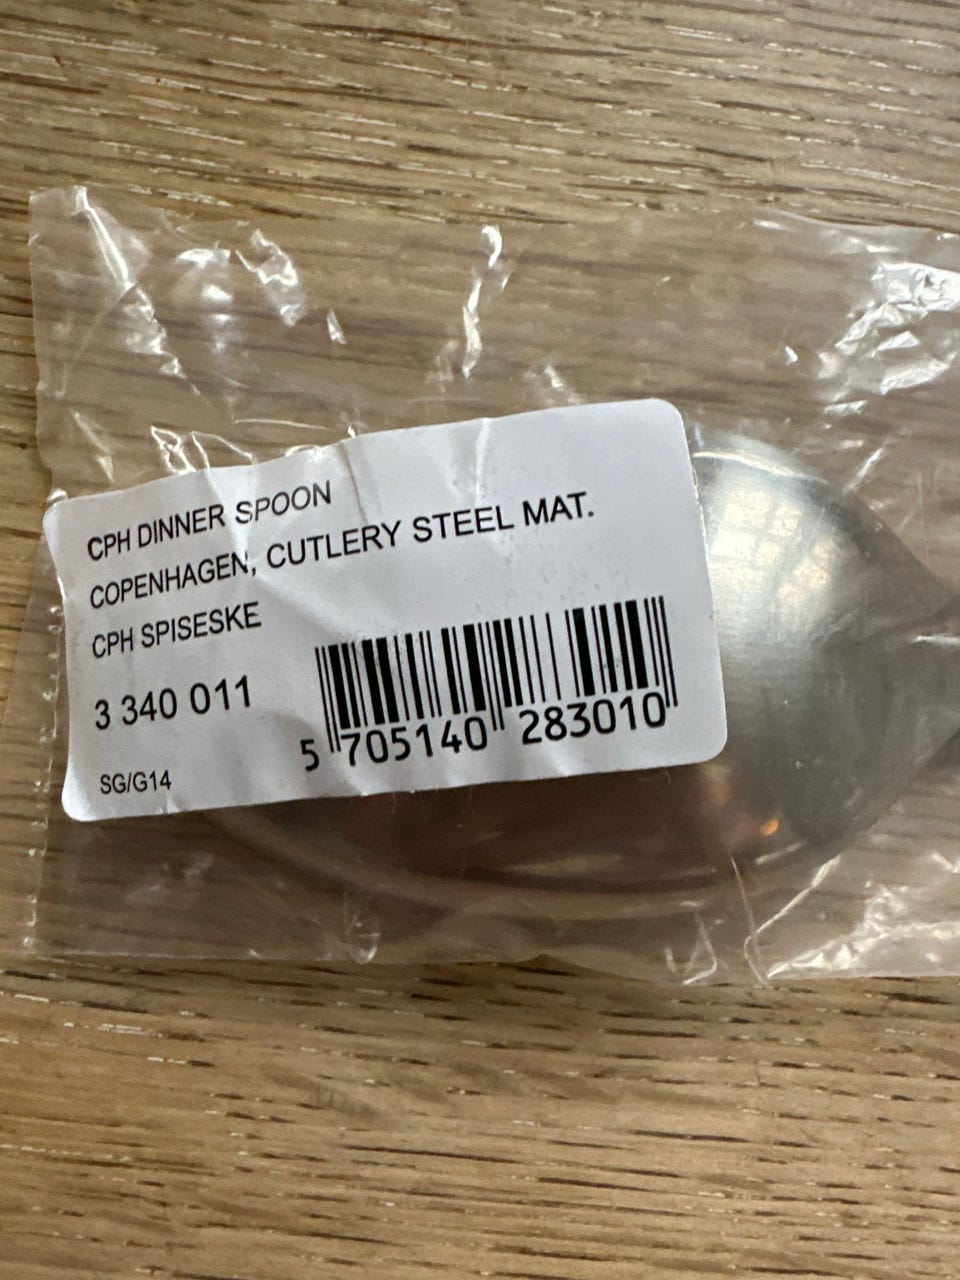 CPH DINNER SPOON
COPENHAGEN, CUTLERY STEEL MAT.
CPH SPISESKE
3 340 011
5 705140 283010
SG/G14